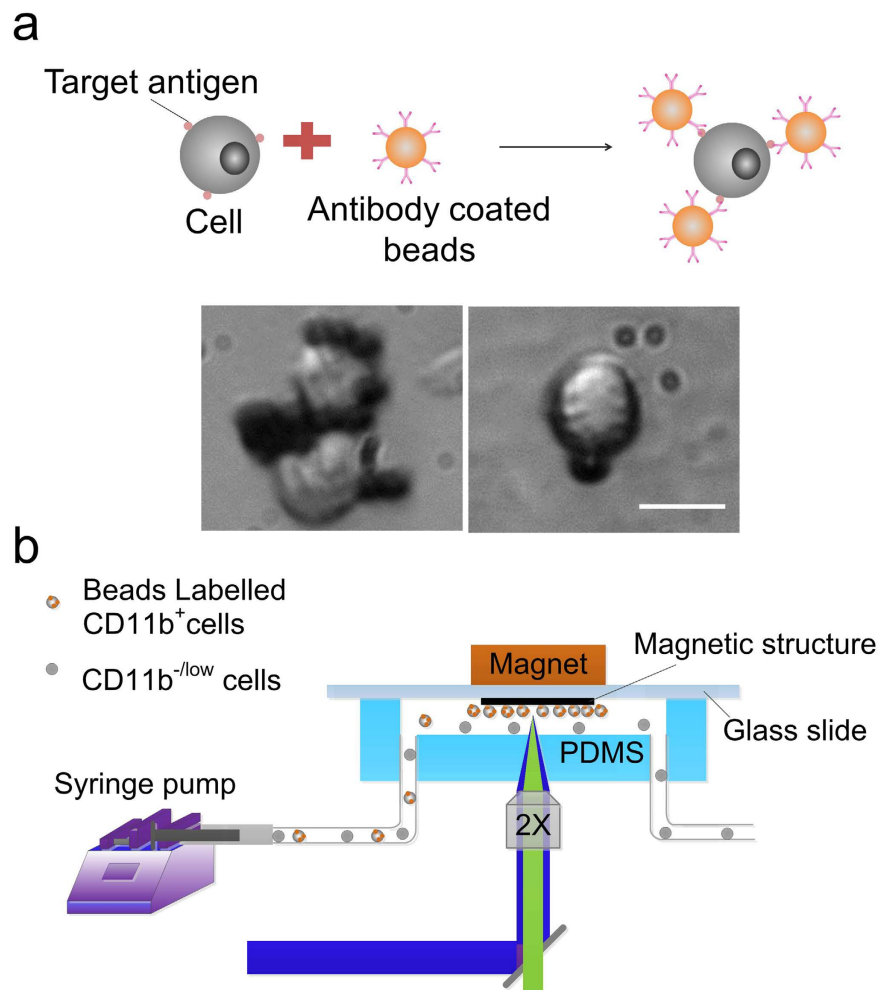 a
Target antigen
Cell
Antibody coated
beads
b
Beads Labelled
CD11b⁺cells
CD11b⁻/ˡᵒʷ cells
Magnetic structure
Magnet
Glass slide
PDMS
Syringe pump
2X